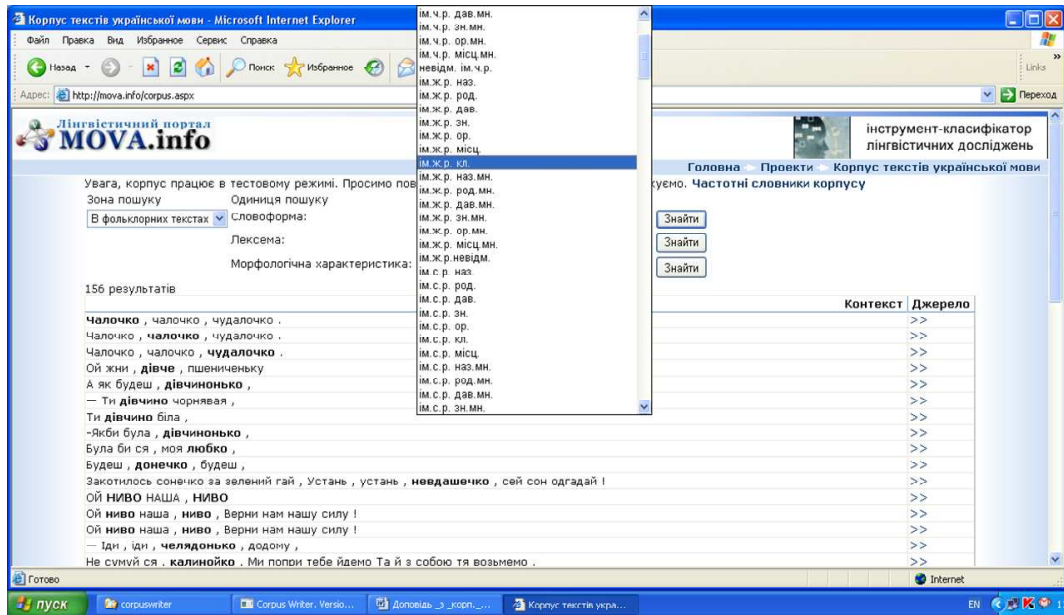 Корпус текстів української мови - Microsoft Internet Explorer
Файл Правка Вид Избранное Сервис Справка
Назад Поиск Избранное Links
Адрес: http://mova.info/corpus.aspx Переход
Лінгвістичний портал
MOVA.info
інструмент-класифікатор
лінгвістичних досліджень
Головна Проекти Корпус текстів української мови
Увага, корпус працює в тестовому режимі. Просимо пов куємо. Частотні словники корпусу
Зона пошуку Одиниця пошуку
В фольклорних текстах Словоформа: Знайти
Лексема: Знайти
Морфологічна характеристика: Знайти
ім.ч.р. дав.мн.
ім.ч.р. зн.мн.
ім.ч.р. ор.мн.
ім.ч.р. місц.мн.
невідм. ім.ч.р.
ім.ж.р. наз.
ім.ж.р. род.
ім.ж.р. дав.
ім.ж.р. зн.
ім.ж.р. ор.
ім.ж.р. місц.
ім.ж.р. кл.
ім.ж.р. наз.мн.
ім.ж.р. род.мн.
ім.ж.р. дав.мн.
ім.ж.р. зн.мн.
ім.ж.р. ор.мн.
ім.ж.р. місц.мн.
ім.ж.р.невідм.
ім.с.р. наз.
ім.с.р. род.
ім.с.р. дав.
ім.с.р. зн.
ім.с.р. ор.
ім.с.р. кл.
ім.с.р. місц.
ім.с.р. наз.мн.
ім.с.р. род.мн.
ім.с.р. дав.мн.
ім.с.р. зн.мн.
156 результатів
Контекст Джерело
Чалочко , чалочко , чудалочко . >>
Чалочко , чалочко , чудалочко . >>
Чалочко , чалочко , чудалочко . >>
Ой жни , дівче , пшениченьку >>
А як будеш , дівчинонько , >>
— Ти дівчино чорнявая , >>
Ти дівчино біла , >>
-Якби була , дівчинонько , >>
Була би ся , моя любко , >>
Будеш , донечко , будеш , >>
Закотилось сонечко за зелений гай , Устань , устань , невдашечко , сей сон одгадай ! >>
ОЙ НИВО НАША , НИВО >>
Ой ниво наша , ниво , Верни нам нашу силу ! >>
Ой ниво наша , ниво , Верни нам нашу силу ! >>
— Іди , іди , челядонько , додому , >>
Не сумуй ся , калинойко , Ми попри тебе йдемо Та й з собою тя возьмемо . >>
Готово Internet
пуск corpuswriter Corpus Writer. Versio... Доповідь _з _корп._... Корпус текстів укра... EN